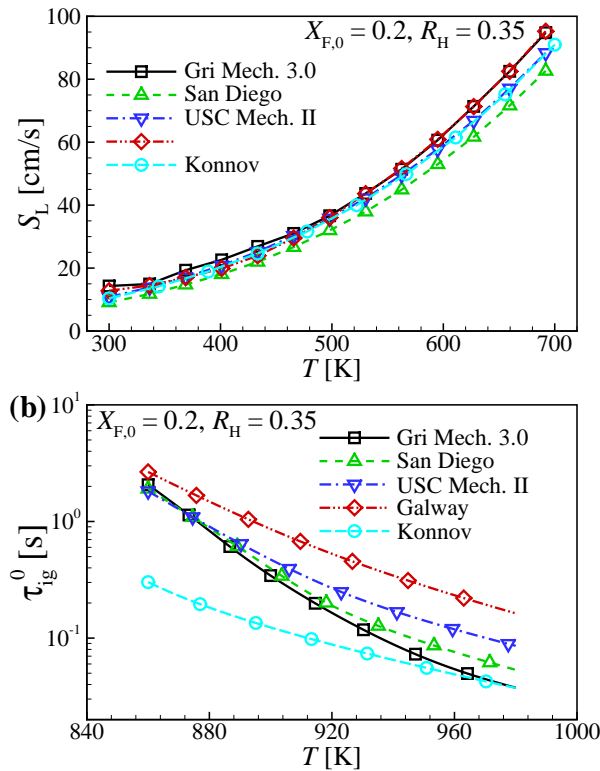 X_F,0 = 0.2, R_H = 0.35
Gri Mech. 3.0
San Diego
USC Mech. II
Konnov
S_L [cm/s]
100
80
60
40
20
0
300 400 500 600 700
T [K]
(b)
X_F,0 = 0.2, R_H = 0.35
Gri Mech. 3.0
San Diego
USC Mech. II
Galway
Konnov
τ_ig^0 [s]
10^1
10^0
10^-1
840 880 920 960 1000
T [K]